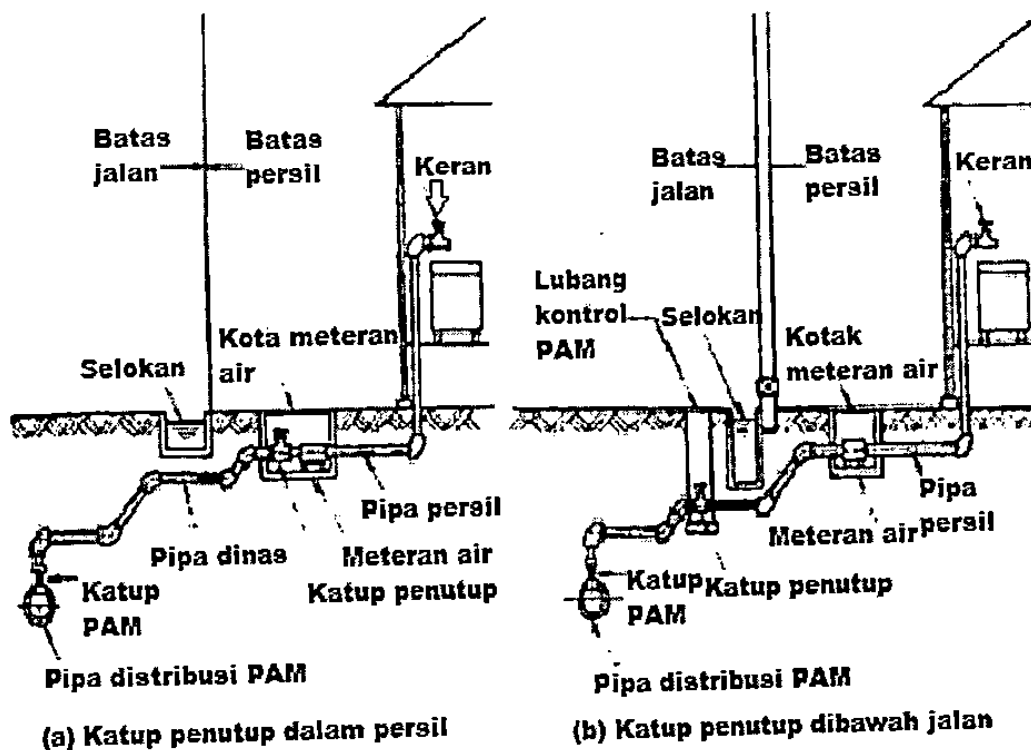 Batas
jalan
Batas
persil
Keran
Selokan
Kota meteran
air
Pipa persil
Pipa dinas
Meteran air
Katup penutup
Katup
PAM
Pipa distribusi PAM
(a) Katup penutup dalam persil
Batas
jalan
Batas
persil
Keran
Lubang
kontrol
PAM
Selokan
Kotak
meteran air
Pipa
persil
Meteran air
Katup
PAM
Katup penutup
Pipa distribusi PAM
(b) Katup penutup dibawah jalan